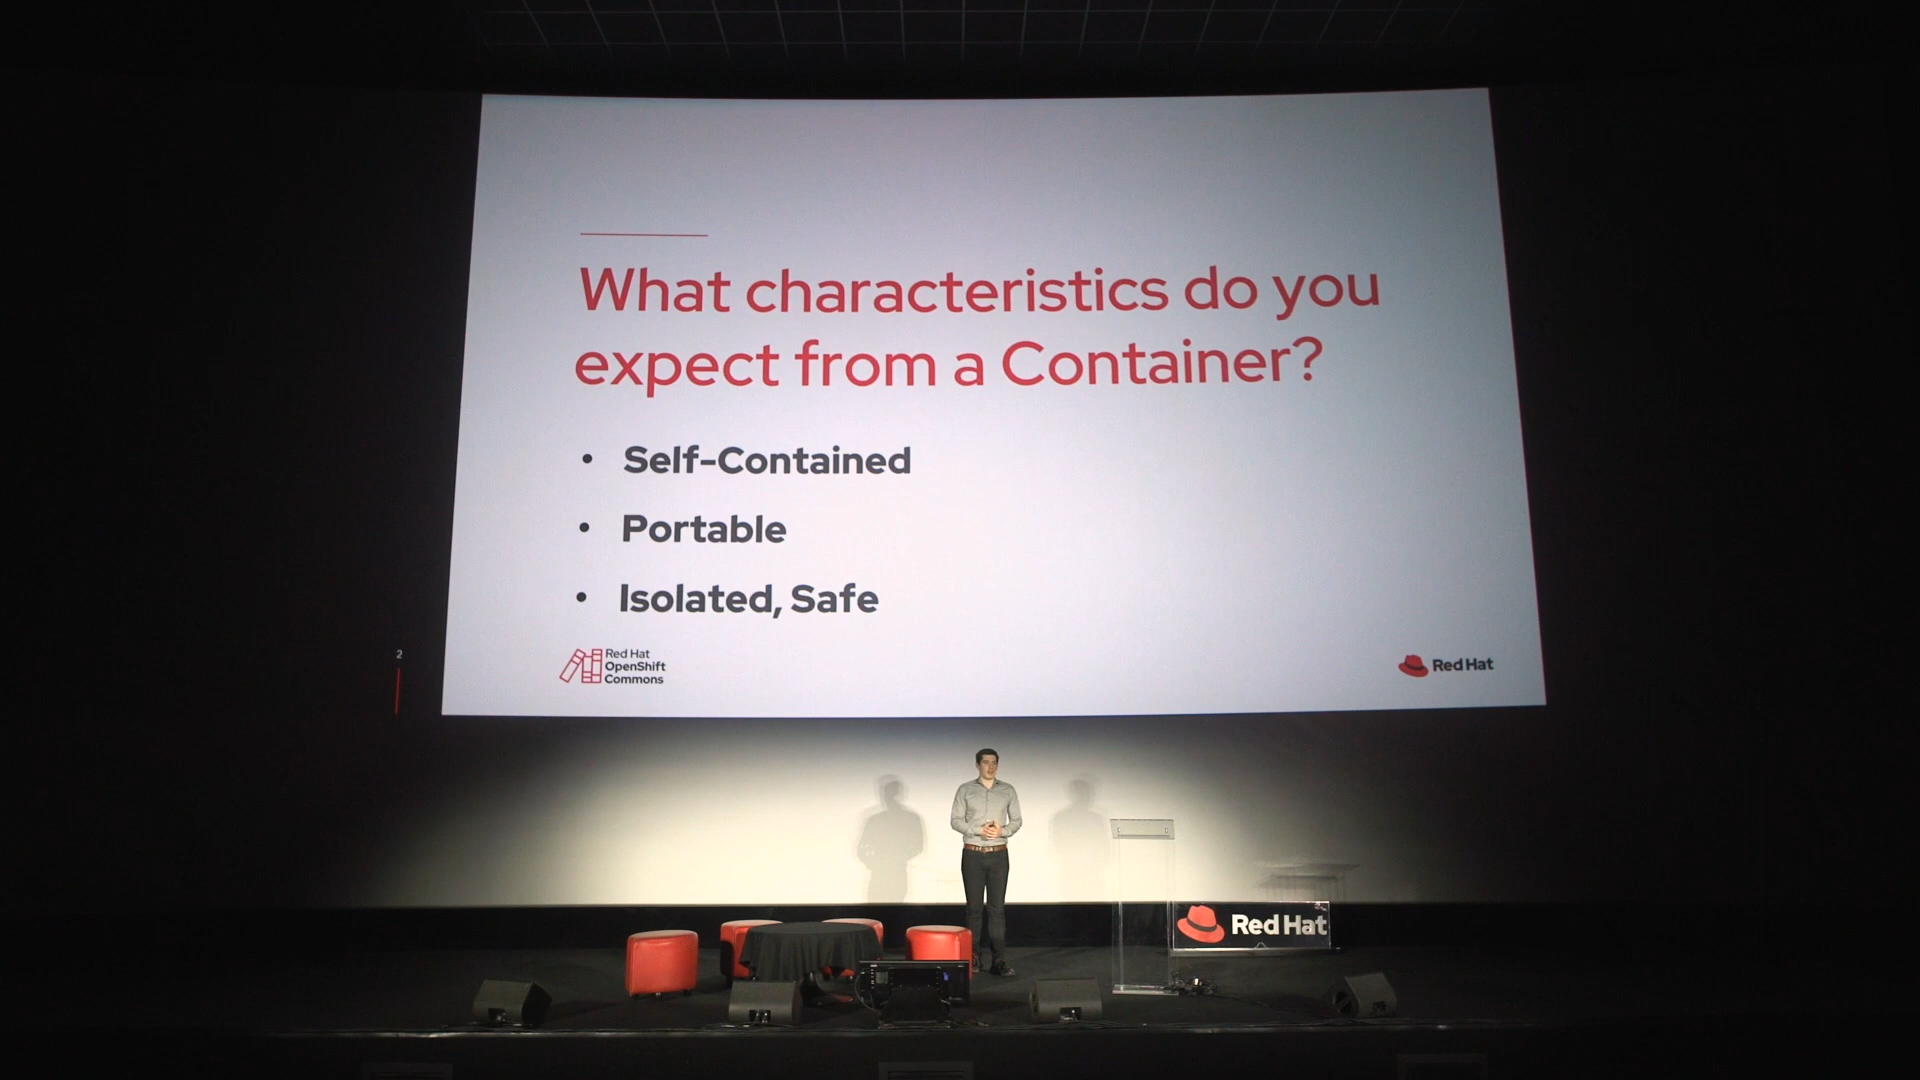 What characteristics do you
expect from a Container?
• Self-Contained
• Portable
• Isolated, Safe
Red Hat
OpenShift
Commons
Red Hat
2
Red Hat